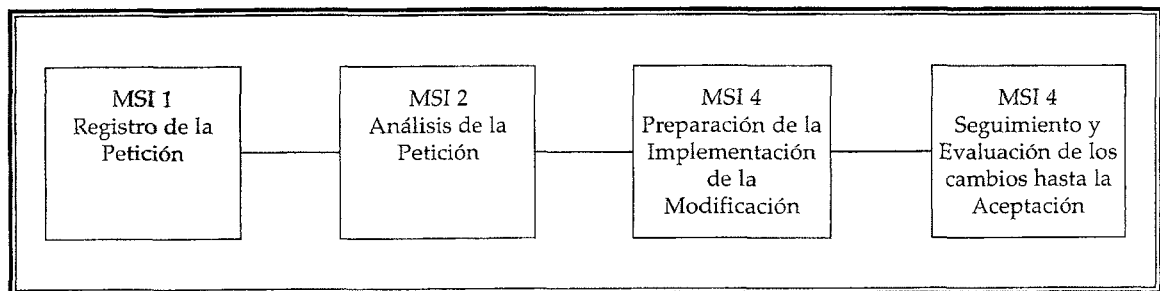 MSI 1
Registro de la
Petición
MSI 2
Análisis de la
Petición
MSI 4
Preparación de la
Implementación
de la
Modificación
MSI 4
Seguimiento y
Evaluación de los
cambios hasta la
Aceptación